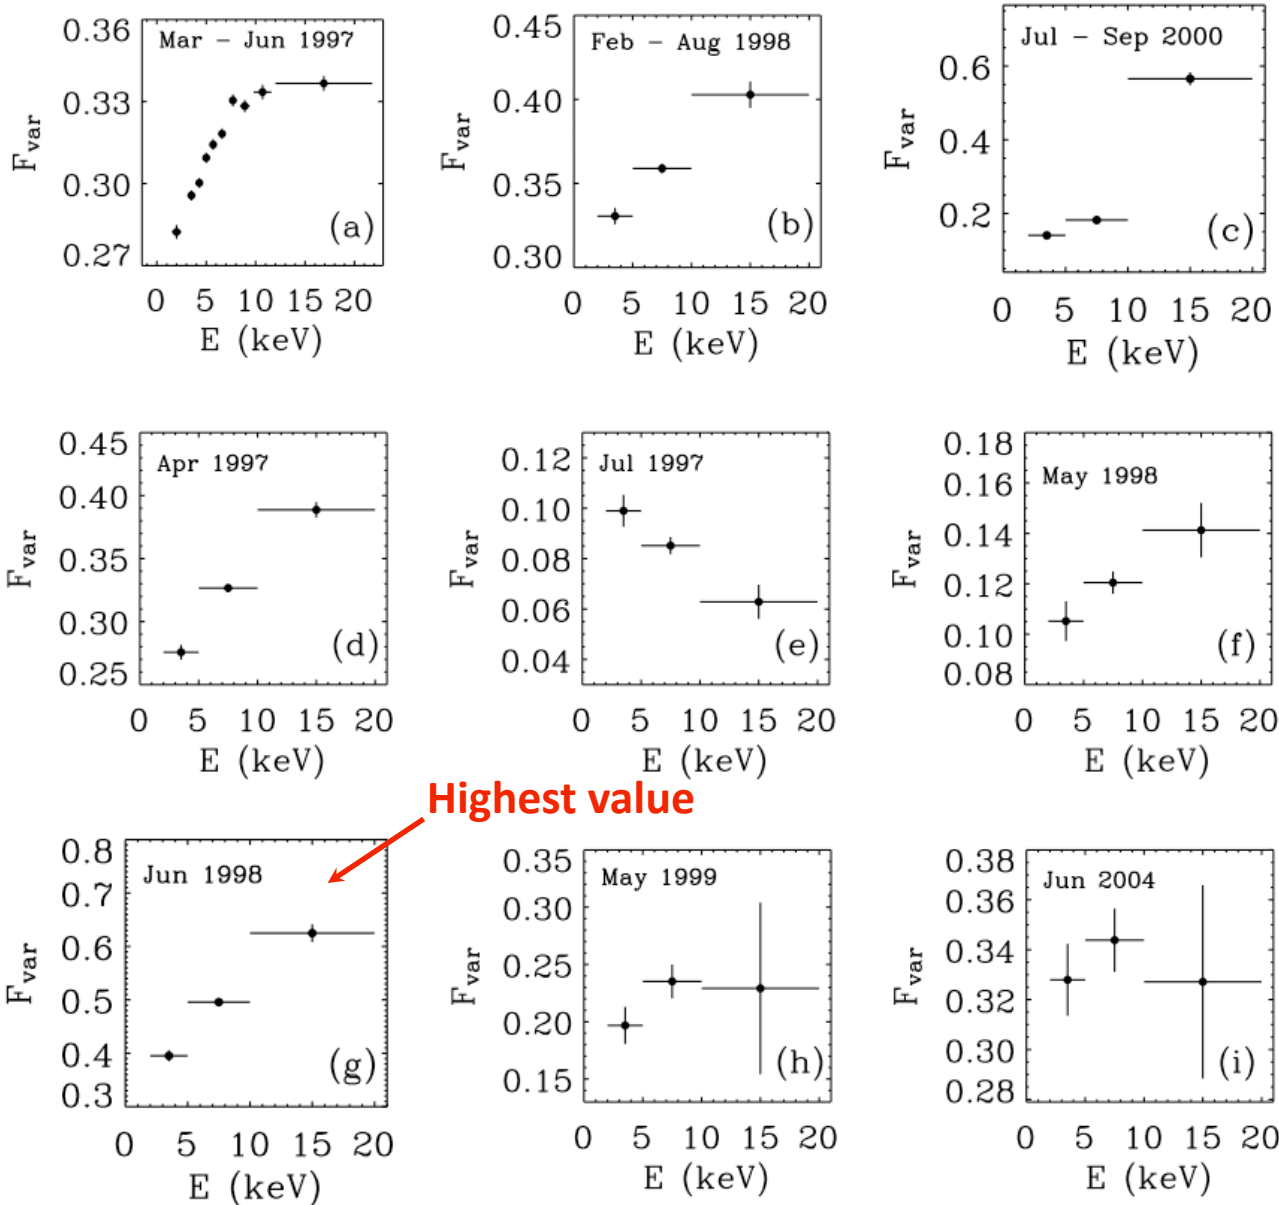 0.36
0.33
0.30
0.27
Fvar
Mar – Jun 1997
(a)
0 5 10 15 20
E (keV)
0.45
0.40
0.35
0.30
Fvar
Feb – Aug 1998
(b)
0 5 10 15 20
E (keV)
0.6
0.4
0.2
Fvar
Jul – Sep 2000
(c)
0 5 10 15 20
E (keV)
0.45
0.40
0.35
0.30
0.25
Fvar
Apr 1997
(d)
0 5 10 15 20
E (keV)
0.12
0.10
0.08
0.06
0.04
Fvar
Jul 1997
(e)
0 5 10 15 20
E (keV)
0.18
0.16
0.14
0.12
0.10
0.08
Fvar
May 1998
(f)
0 5 10 15 20
E (keV)
Highest value
0.8
0.7
0.6
0.5
0.4
0.3
Fvar
Jun 1998
(g)
0 5 10 15 20
E (keV)
0.35
0.30
0.25
0.20
0.15
Fvar
May 1999
(h)
0 5 10 15 20
E (keV)
0.38
0.36
0.34
0.32
0.30
0.28
Fvar
Jun 2004
(i)
0 5 10 15 20
E (keV)